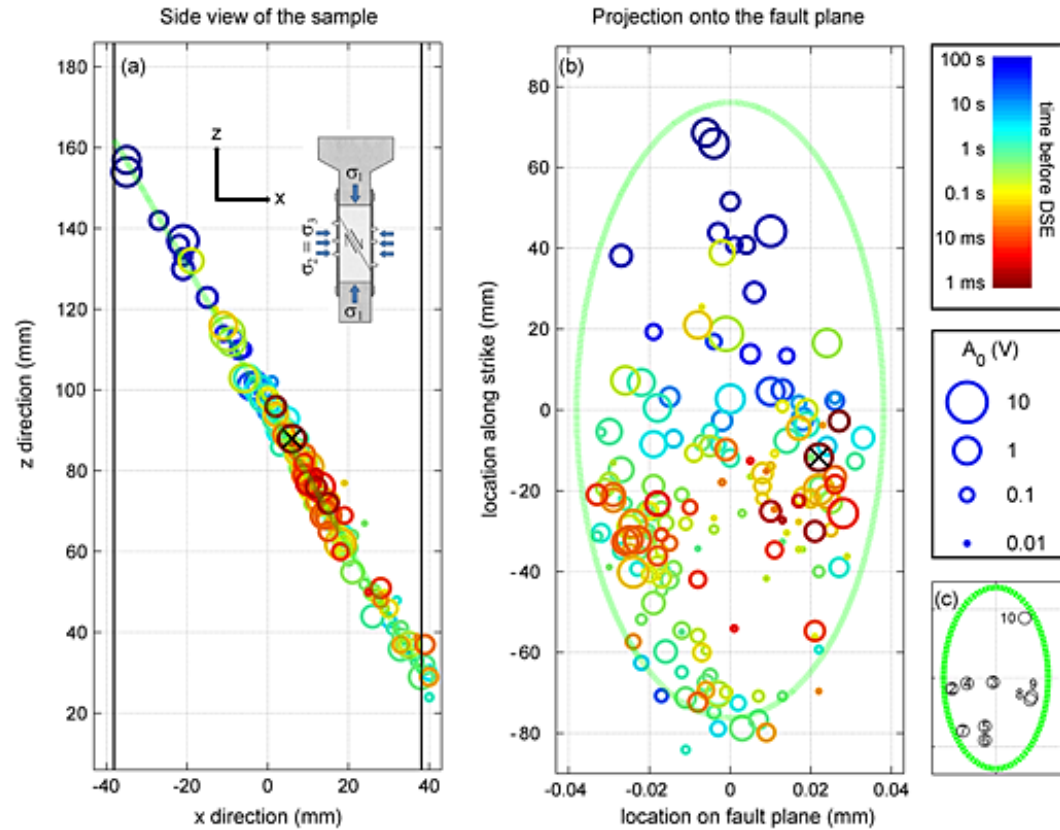 Side view of the sample
Projection onto the fault plane
(a)
180
160
140
120
100
80
60
40
20
z direction (mm)
-40
-20
0
20
40
x direction (mm)
z
x
σ1
σ2 = σ3
σ1
(b)
80
60
40
20
0
-20
-40
-60
-80
location along strike (mm)
-0.04
-0.02
0
0.02
0.04
location on fault plane (mm)
100 s
10 s
1 s
0.1 s
10 ms
1 ms
time before DSE
A0 (V)
10
1
0.1
0.01
(c)
10
2
4
3
9
8
7
5
6